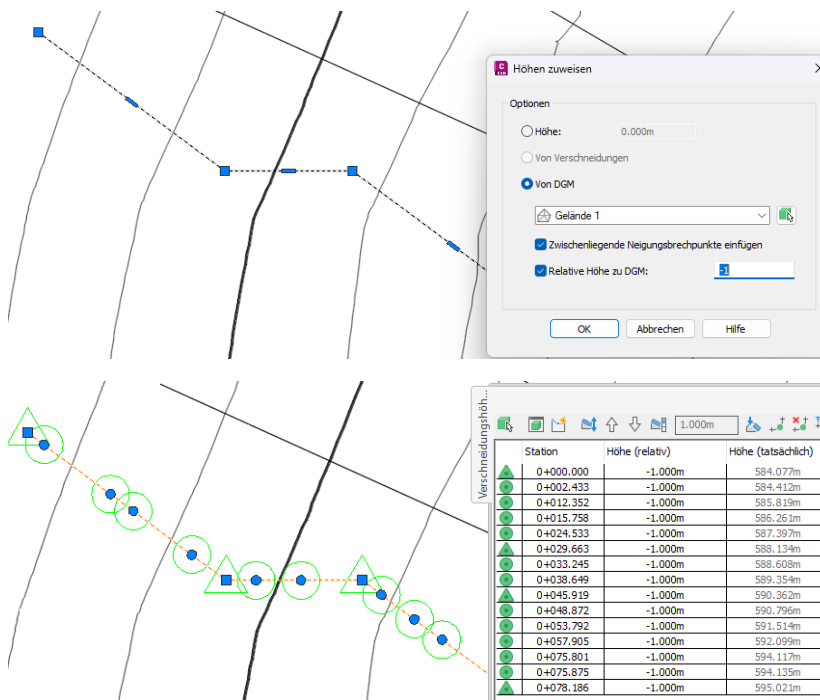 Höhen zuweisen
Optionen
Höhe: 0.000m
Von Verschneidungen
Von DGM
Gelände 1
Zwischenliegende Neigungsbrechpunkte einfügen
Relative Höhe zu DGM: -1
OK Abbrechen Hilfe
Verschneidungshöh...
1.000m
Station Höhe (relativ) Höhe (tatsächlich)
0+000.000 -1.000m 584.077m
0+002.433 -1.000m 584.412m
0+012.352 -1.000m 585.819m
0+015.758 -1.000m 586.261m
0+024.533 -1.000m 587.397m
0+029.663 -1.000m 588.134m
0+033.245 -1.000m 588.608m
0+038.649 -1.000m 589.354m
0+045.919 -1.000m 590.362m
0+048.872 -1.000m 590.796m
0+053.792 -1.000m 591.514m
0+057.905 -1.000m 592.099m
0+075.801 -1.000m 594.117m
0+075.875 -1.000m 594.135m
0+078.186 -1.000m 595.021m